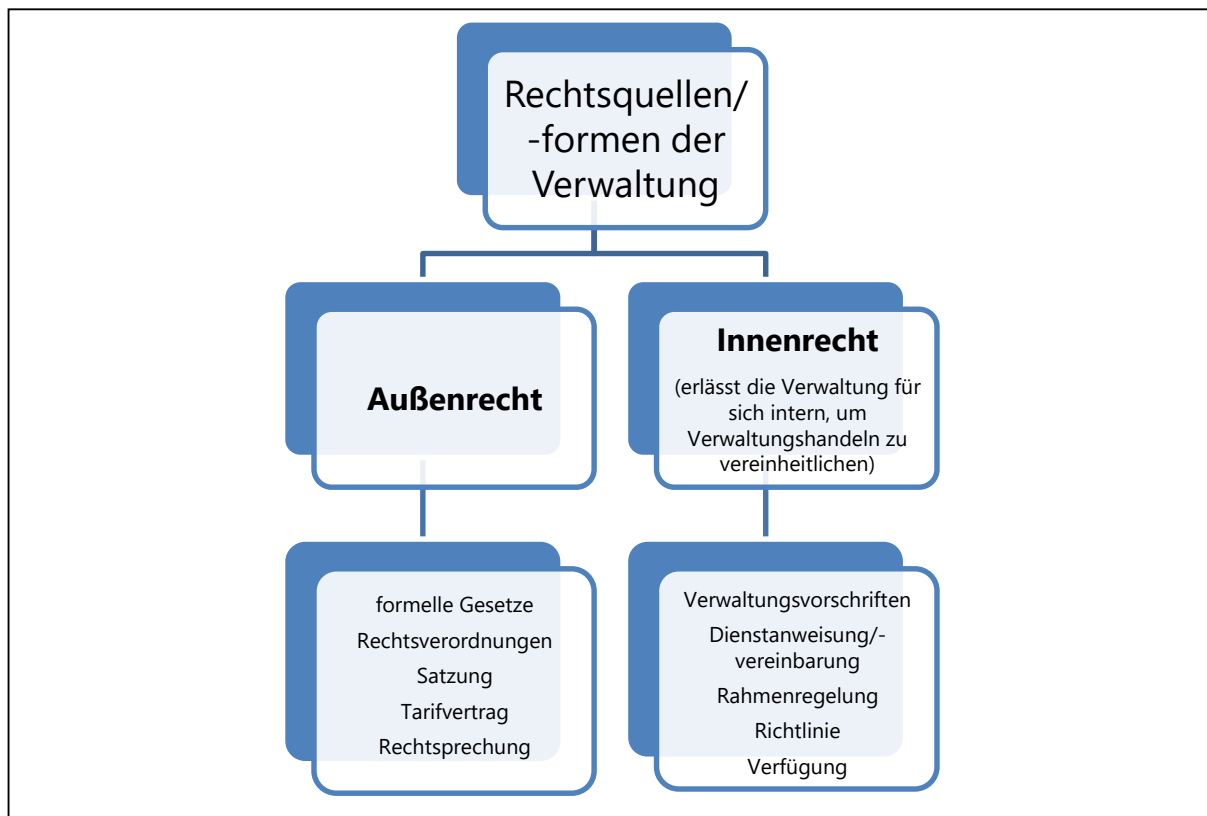 Rechtsquellen/
-formen der
Verwaltung
Außenrecht
Innenrecht
(erlässt die Verwaltung für
sich intern, um
Verwaltungshandeln zu
vereinheitlichen)
formelle Gesetze
Rechtsverordnungen
Satzung
Tarifvertrag
Rechtsprechung
Verwaltungsvorschriften
Dienstanweisung/-
vereinbarung
Rahmenregelung
Richtlinie
Verfügung